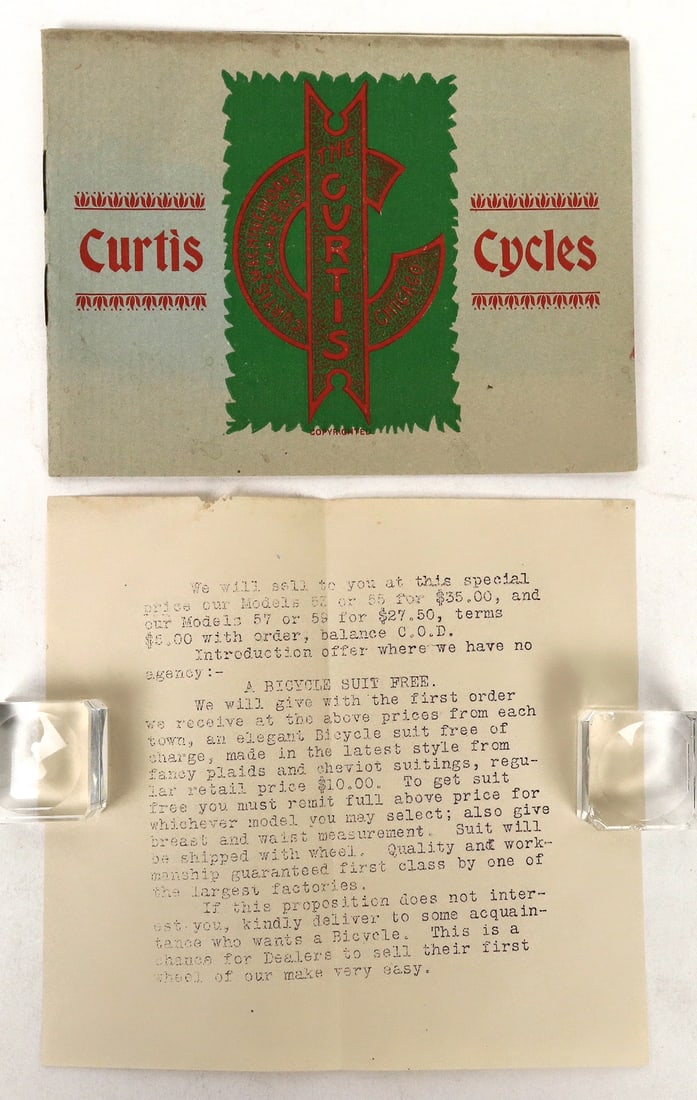 Curtis
THE CURTIS
MAKERS
CHICAGO
Cycles
COPYRIGHTED
We will sell to you at this special
price our Models 53 or 55 for $35.00, and
our Models 57 or 59 for $27.50, terms
$5.00 with order, balance C.O.D.
Introduction offer where we have no
agency:-
A BICYCLE SUIT FREE.
We will give with the first order
we receive at the above prices from each
town, an elegant Bicycle suit free of
charge, made in the latest style from
fancy plaids and cheviot suitings, regu-
lar retail price $10.00. To get suit
free you must remit full above price for
whichever model you may select; also give
breast and waist measurement. Suit will
be shipped with wheel. Quality and work-
manship guaranteed first class by one of
the largest factories.
If this proposition does not inter-
est you, kindly deliver to some acquain-
tance who wants a Bicycle. This is a
chance for Dealers to sell their first
wheel of our make very easy.